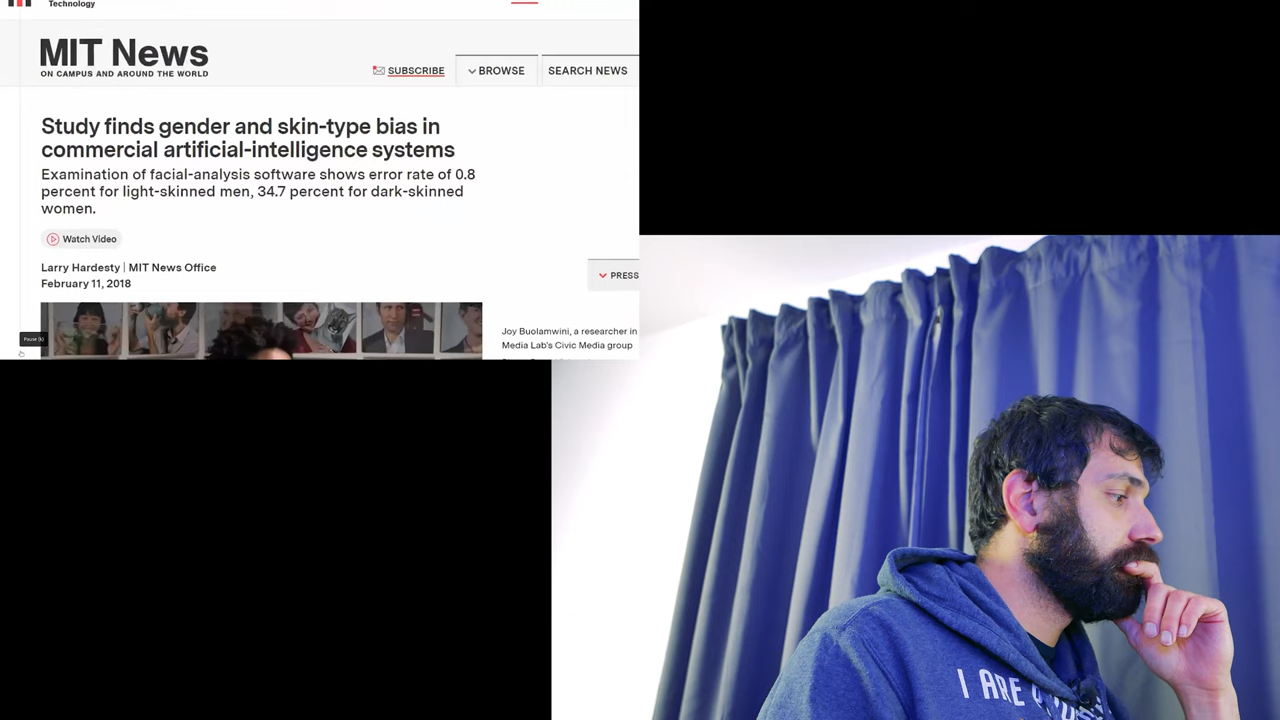 Technology
MIT News
ON CAMPUS AND AROUND THE WORLD
SUBSCRIBE
BROWSE
SEARCH NEWS
Study finds gender and skin-type bias in
commercial artificial-intelligence systems
Examination of facial-analysis software shows error rate of 0.8
percent for light-skinned men, 34.7 percent for dark-skinned
women.
Watch Video
Larry Hardesty | MIT News Office
February 11, 2018
PRESS
Pause (k)
Joy Buolamwini, a researcher in
Media Lab's Civic Media group
I ARE